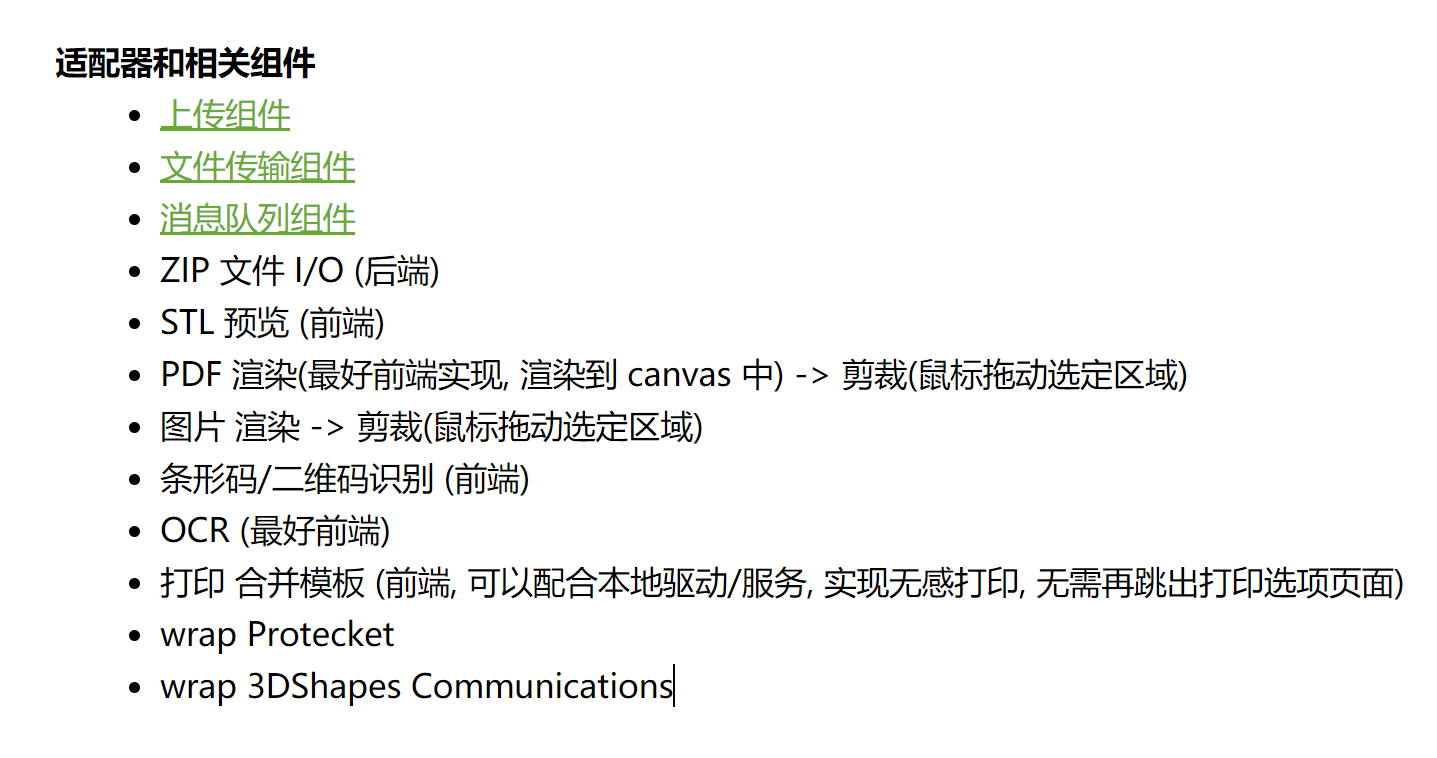 适配器和相关组件
• 上传组件
• 文件传输组件
• 消息队列组件
• ZIP 文件 I/O (后端)
• STL 预览 (前端)
• PDF 渲染(最好前端实现, 渲染到 canvas 中) -> 剪裁(鼠标拖动选定区域)
• 图片 渲染 -> 剪裁(鼠标拖动选定区域)
• 条形码/二维码识别 (前端)
• OCR (最好前端)
• 打印 合并模板 (前端, 可以配合本地驱动/服务, 实现无感打印, 无需再跳出打印选项页面)
• wrap Protecket
• wrap 3DShapes Communications